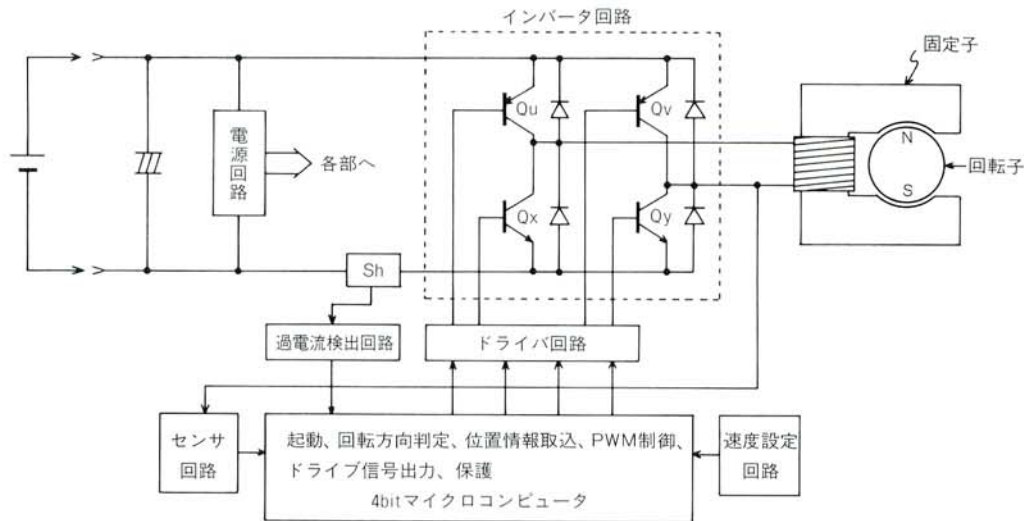 インバータ回路
固定子
Qu
Qv
電源回路
各部へ
N
S
回転子
Qx
Qy
Sh
過電流検出回路
ドライバ回路
センサ
回路
起動、回転方向判定、位置情報取込、PWM制御、
ドライブ信号出力、保護
4bitマイクロコンピュータ
速度設定
回路